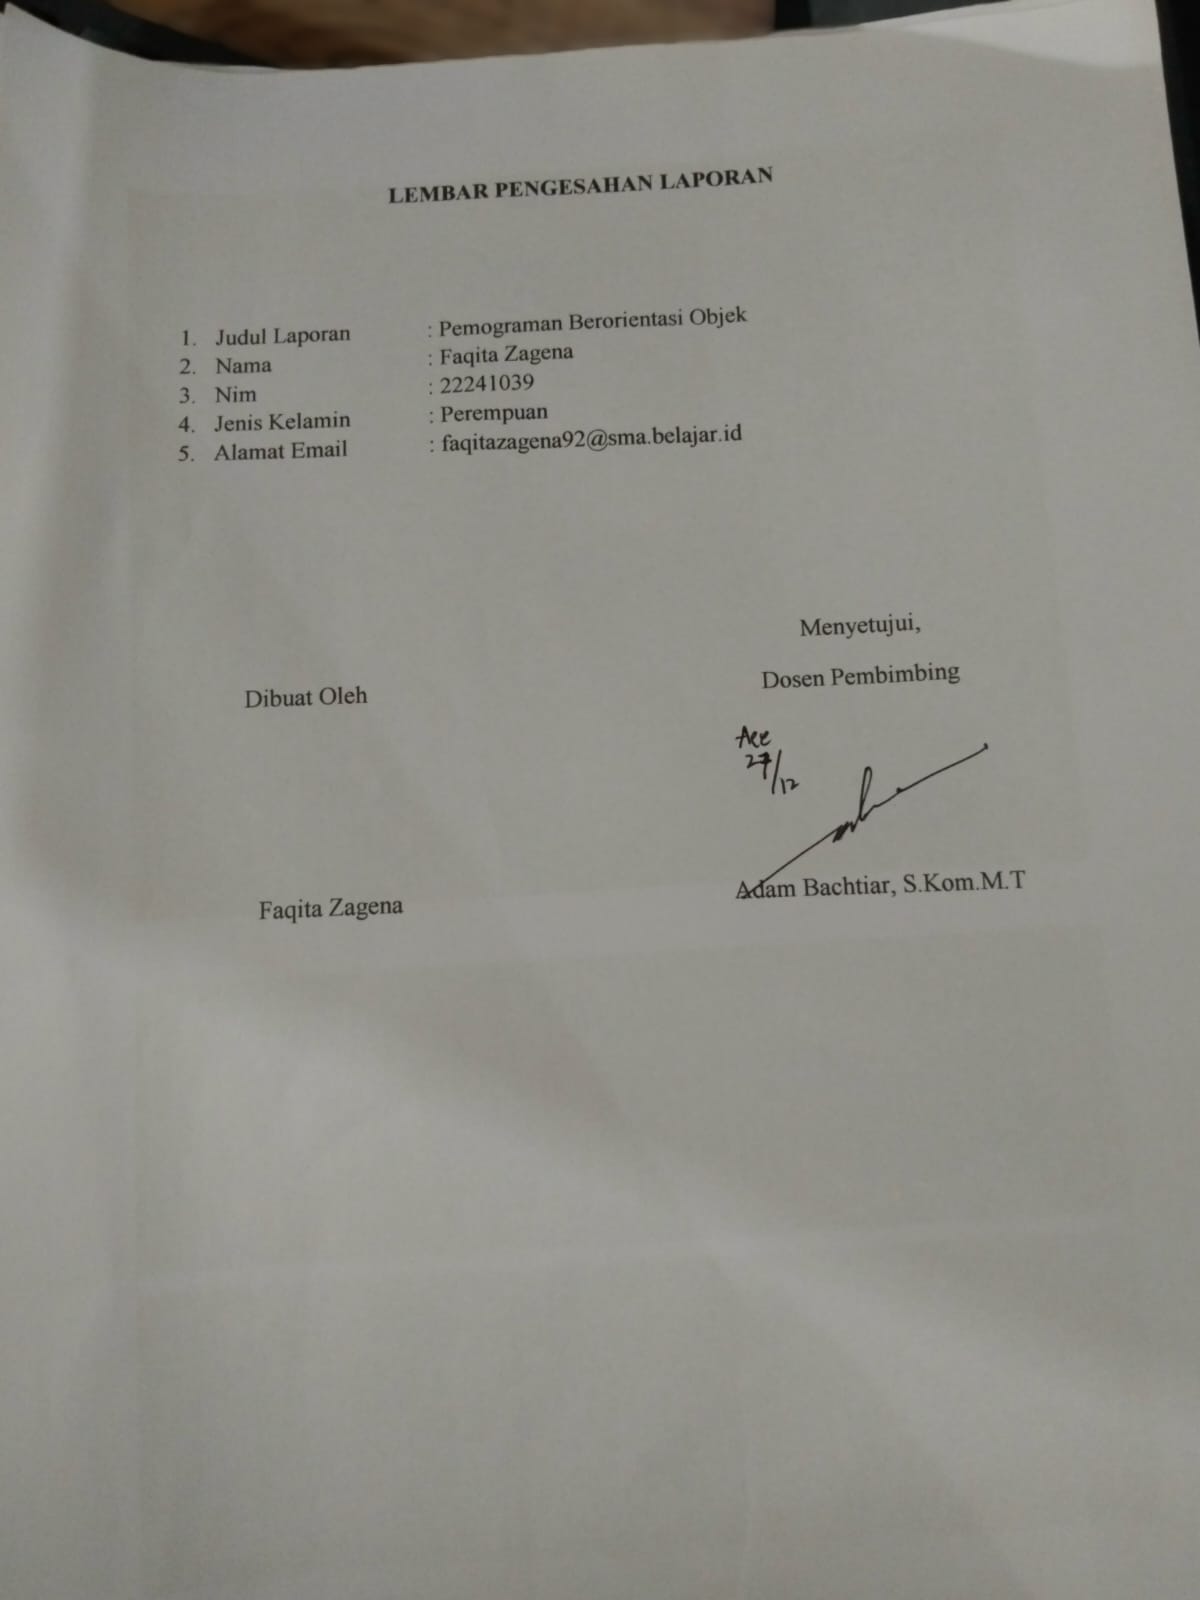 LEMBAR PENGESAHAN LAPORAN
1. Judul Laporan : Pemograman Berorientasi Objek
2. Nama : Faqita Zagena
3. Nim : 22241039
4. Jenis Kelamin : Perempuan
5. Alamat Email : faqitazagena92@sma.belajar.id
Menyetujui,
Dibuat Oleh Dosen Pembimbing
Acc
27/12
Faqita Zagena Adam Bachtiar, S.Kom.M.T